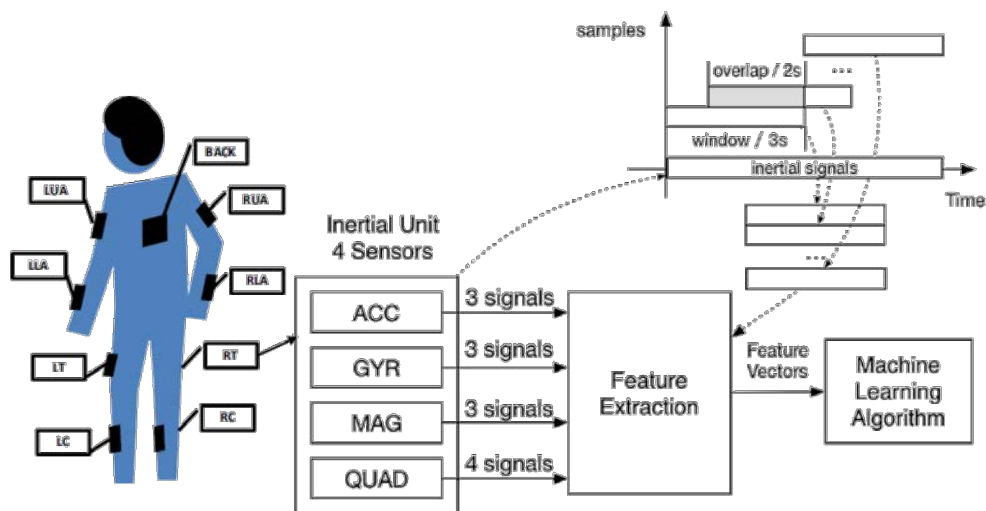 samples
overlap / 2s
...
window / 3s
inertial signals
Time
...
BACK
LUA
RUA
LLA
RLA
LT
RT
LC
RC
Inertial Unit
4 Sensors
ACC
GYR
MAG
QUAD
3 signals
3 signals
3 signals
4 signals
Feature
Extraction
Feature
Vectors
Machine
Learning
Algorithm